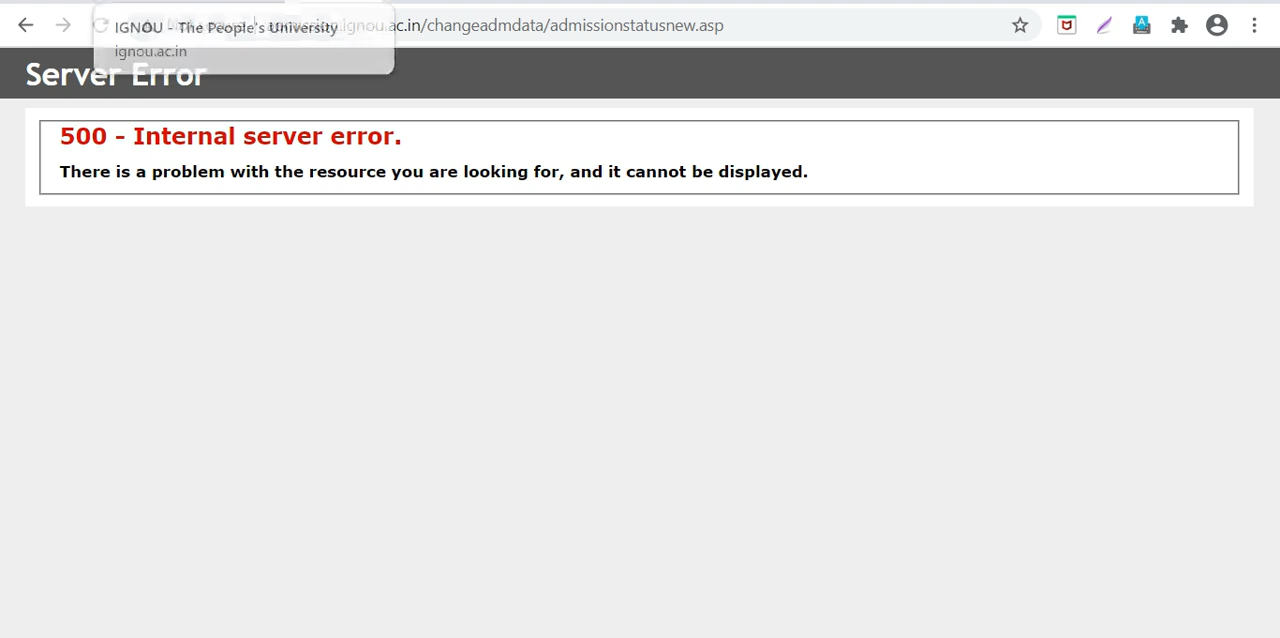 IGNOU - The People's University
ignou.ac.in/changeadmdata/admissionstatusnew.asp
ignou.ac.in
Server Error
500 - Internal server error.
There is a problem with the resource you are looking for, and it cannot be displayed.